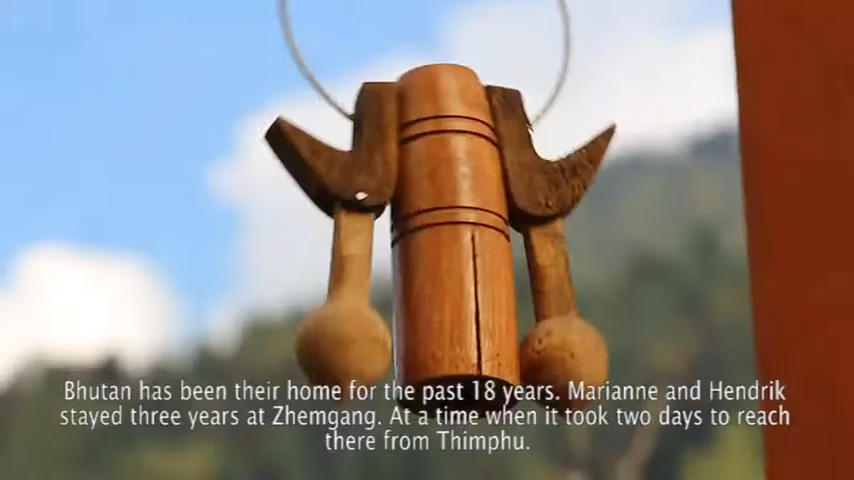 Bhutan has been their home for the past 18 years. Marianne and Hendrik
stayed three years at Zhemgang. At a time when it took two days to reach
there from Thimphu.